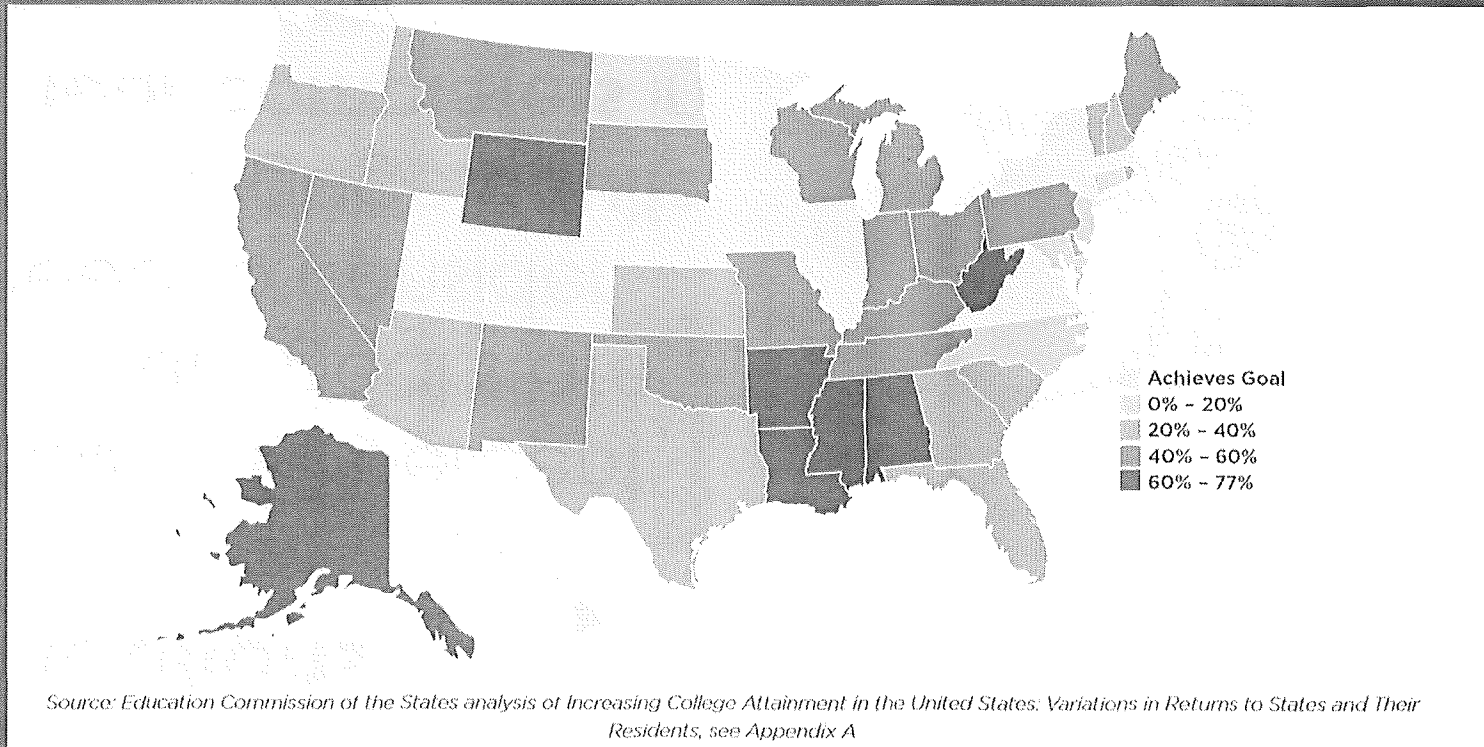 Achieves Goal
0% - 20%
20% - 40%
40% - 60%
60% - 77%
Source: Education Commission of the States analysis of Increasing College Attainment in the United States: Variations in Returns to States and Their
Residents, see Appendix A